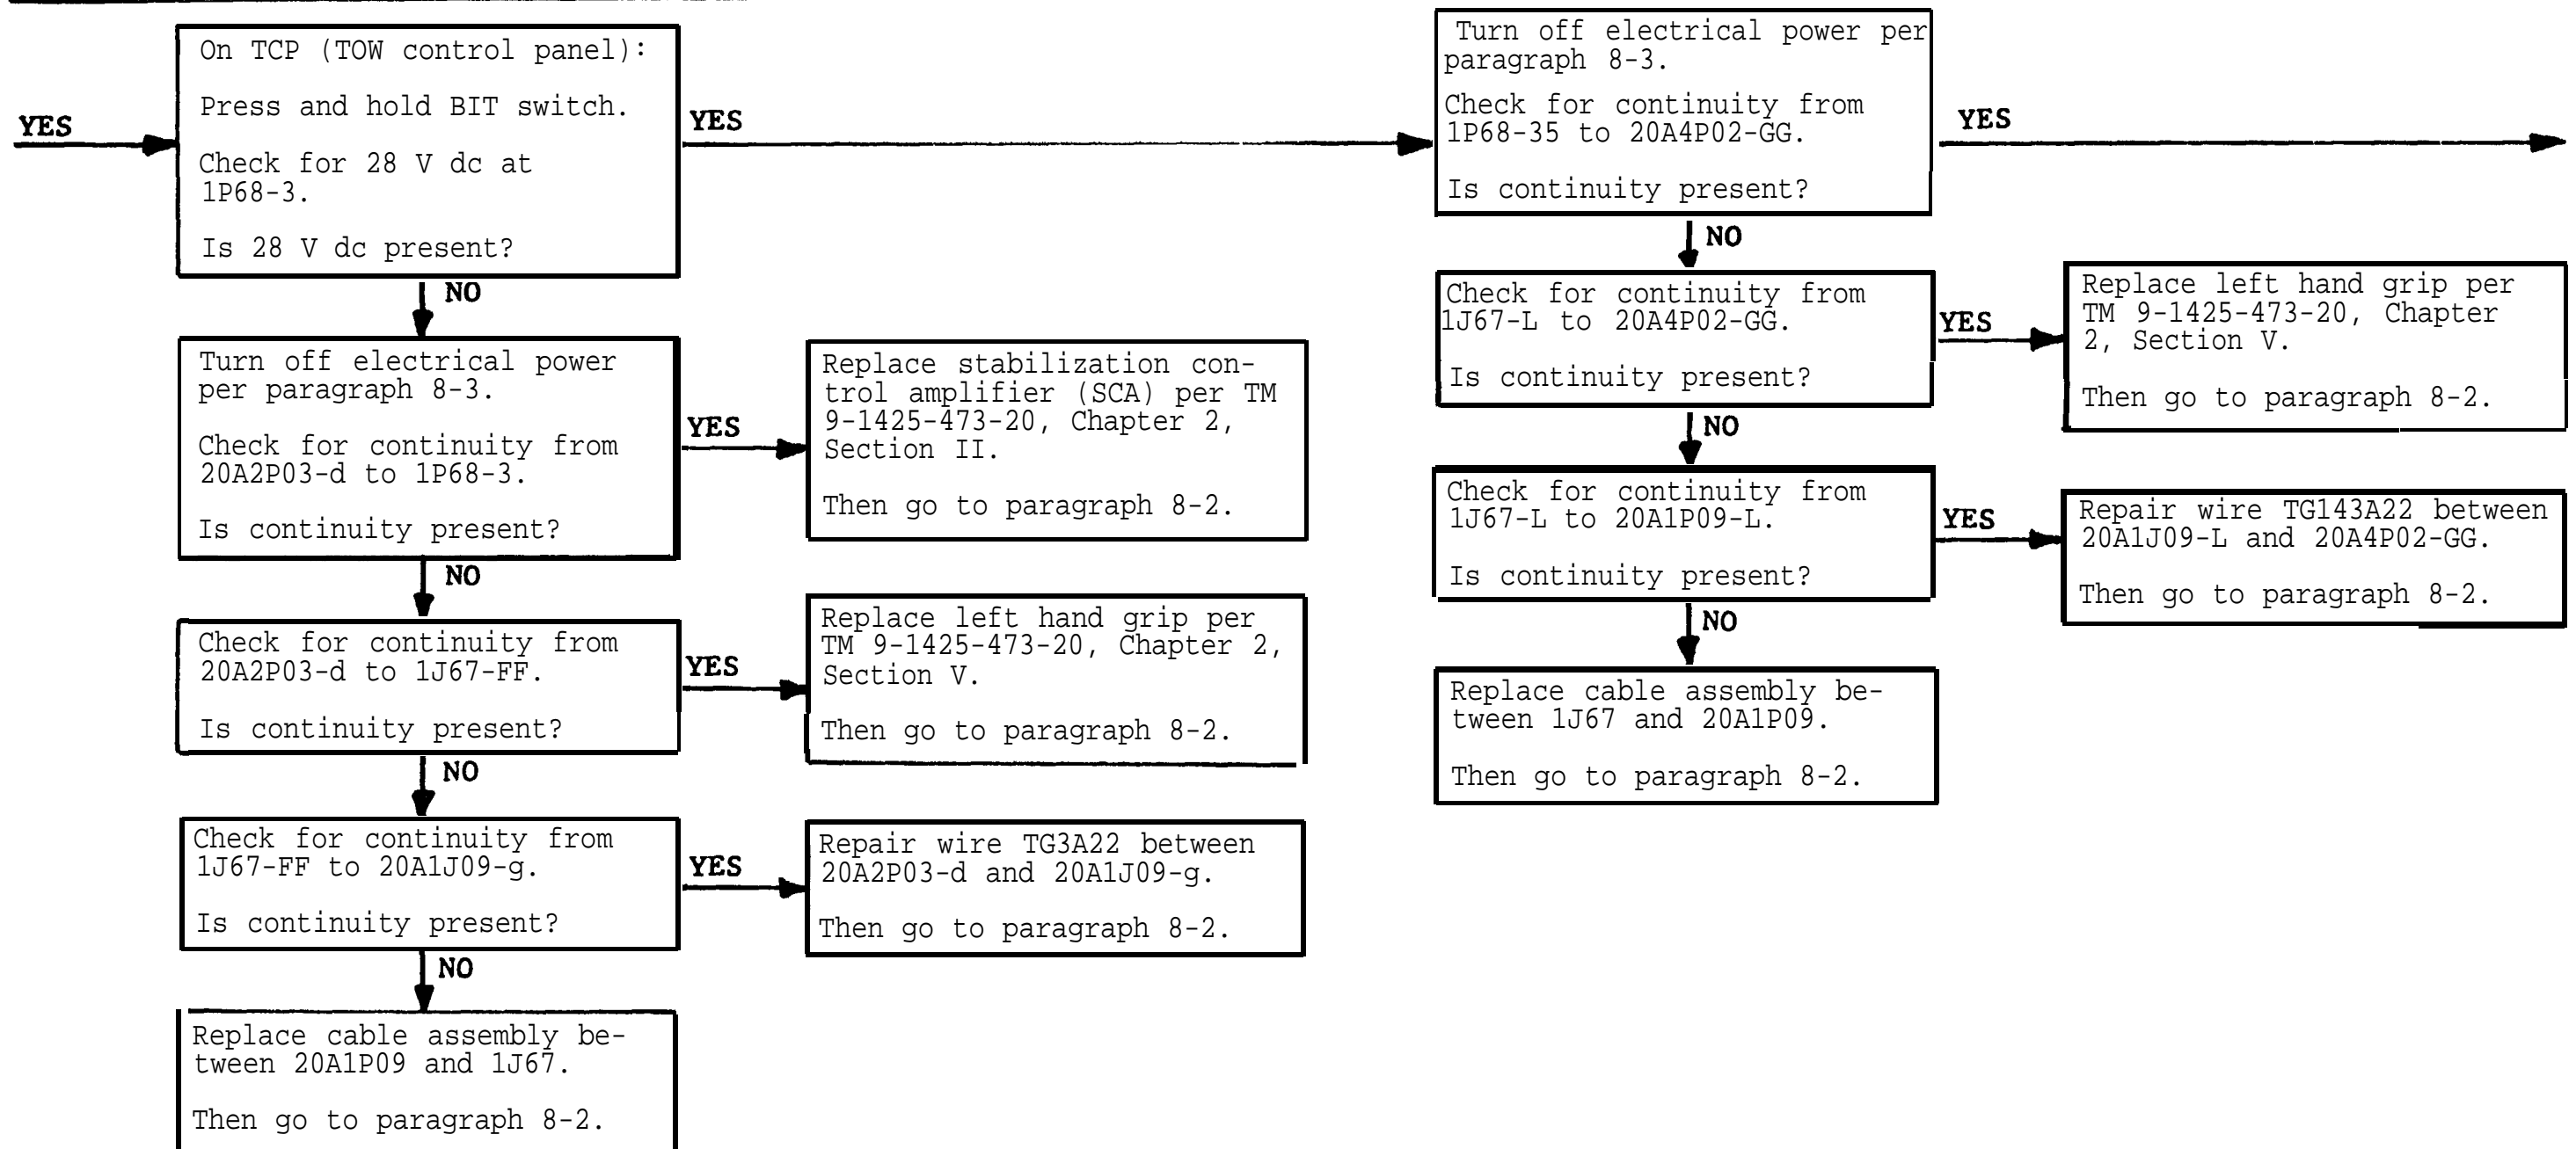 YES
On TCP (TOW control panel):
Press and hold BIT switch.
Check for 28 V dc at
1P68-3.
Is 28 V dc present?
YES
NO
Turn off electrical power
per paragraph 8-3.
Check for continuity from
20A2P03-d to 1P68-3.
Is continuity present?
YES
Replace stabilization con-
trol amplifier (SCA) per TM
9-1425-473-20, Chapter 2,
Section II.
Then go to paragraph 8-2.
NO
Check for continuity from
20A2P03-d to 1J67-FF.
Is continuity present?
YES
Replace left hand grip per
TM 9-1425-473-20, Chapter 2,
Section V.
Then go to paragraph 8-2.
NO
Check for continuity from
1J67-FF to 20A1J09-g.
Is continuity present?
YES
Repair wire TG3A22 between
20A2P03-d and 20A1J09-g.
Then go to paragraph 8-2.
NO
Replace cable assembly be-
tween 20A1P09 and 1J67.
Then go to paragraph 8-2.
Turn off electrical power per
paragraph 8-3.
Check for continuity from
1P68-35 to 20A4P02-GG.
Is continuity present?
YES
NO
Check for continuity from
1J67-L to 20A4P02-GG.
Is continuity present?
YES
Replace left hand grip per
TM 9-1425-473-20, Chapter
2, Section V.
Then go to paragraph 8-2.
NO
Check for continuity from
1J67-L to 20A1P09-L.
Is continuity present?
YES
Repair wire TG143A22 between
20A1J09-L and 20A4P02-GG.
Then go to paragraph 8-2.
NO
Replace cable assembly be-
tween 1J67 and 20A1P09.
Then go to paragraph 8-2.